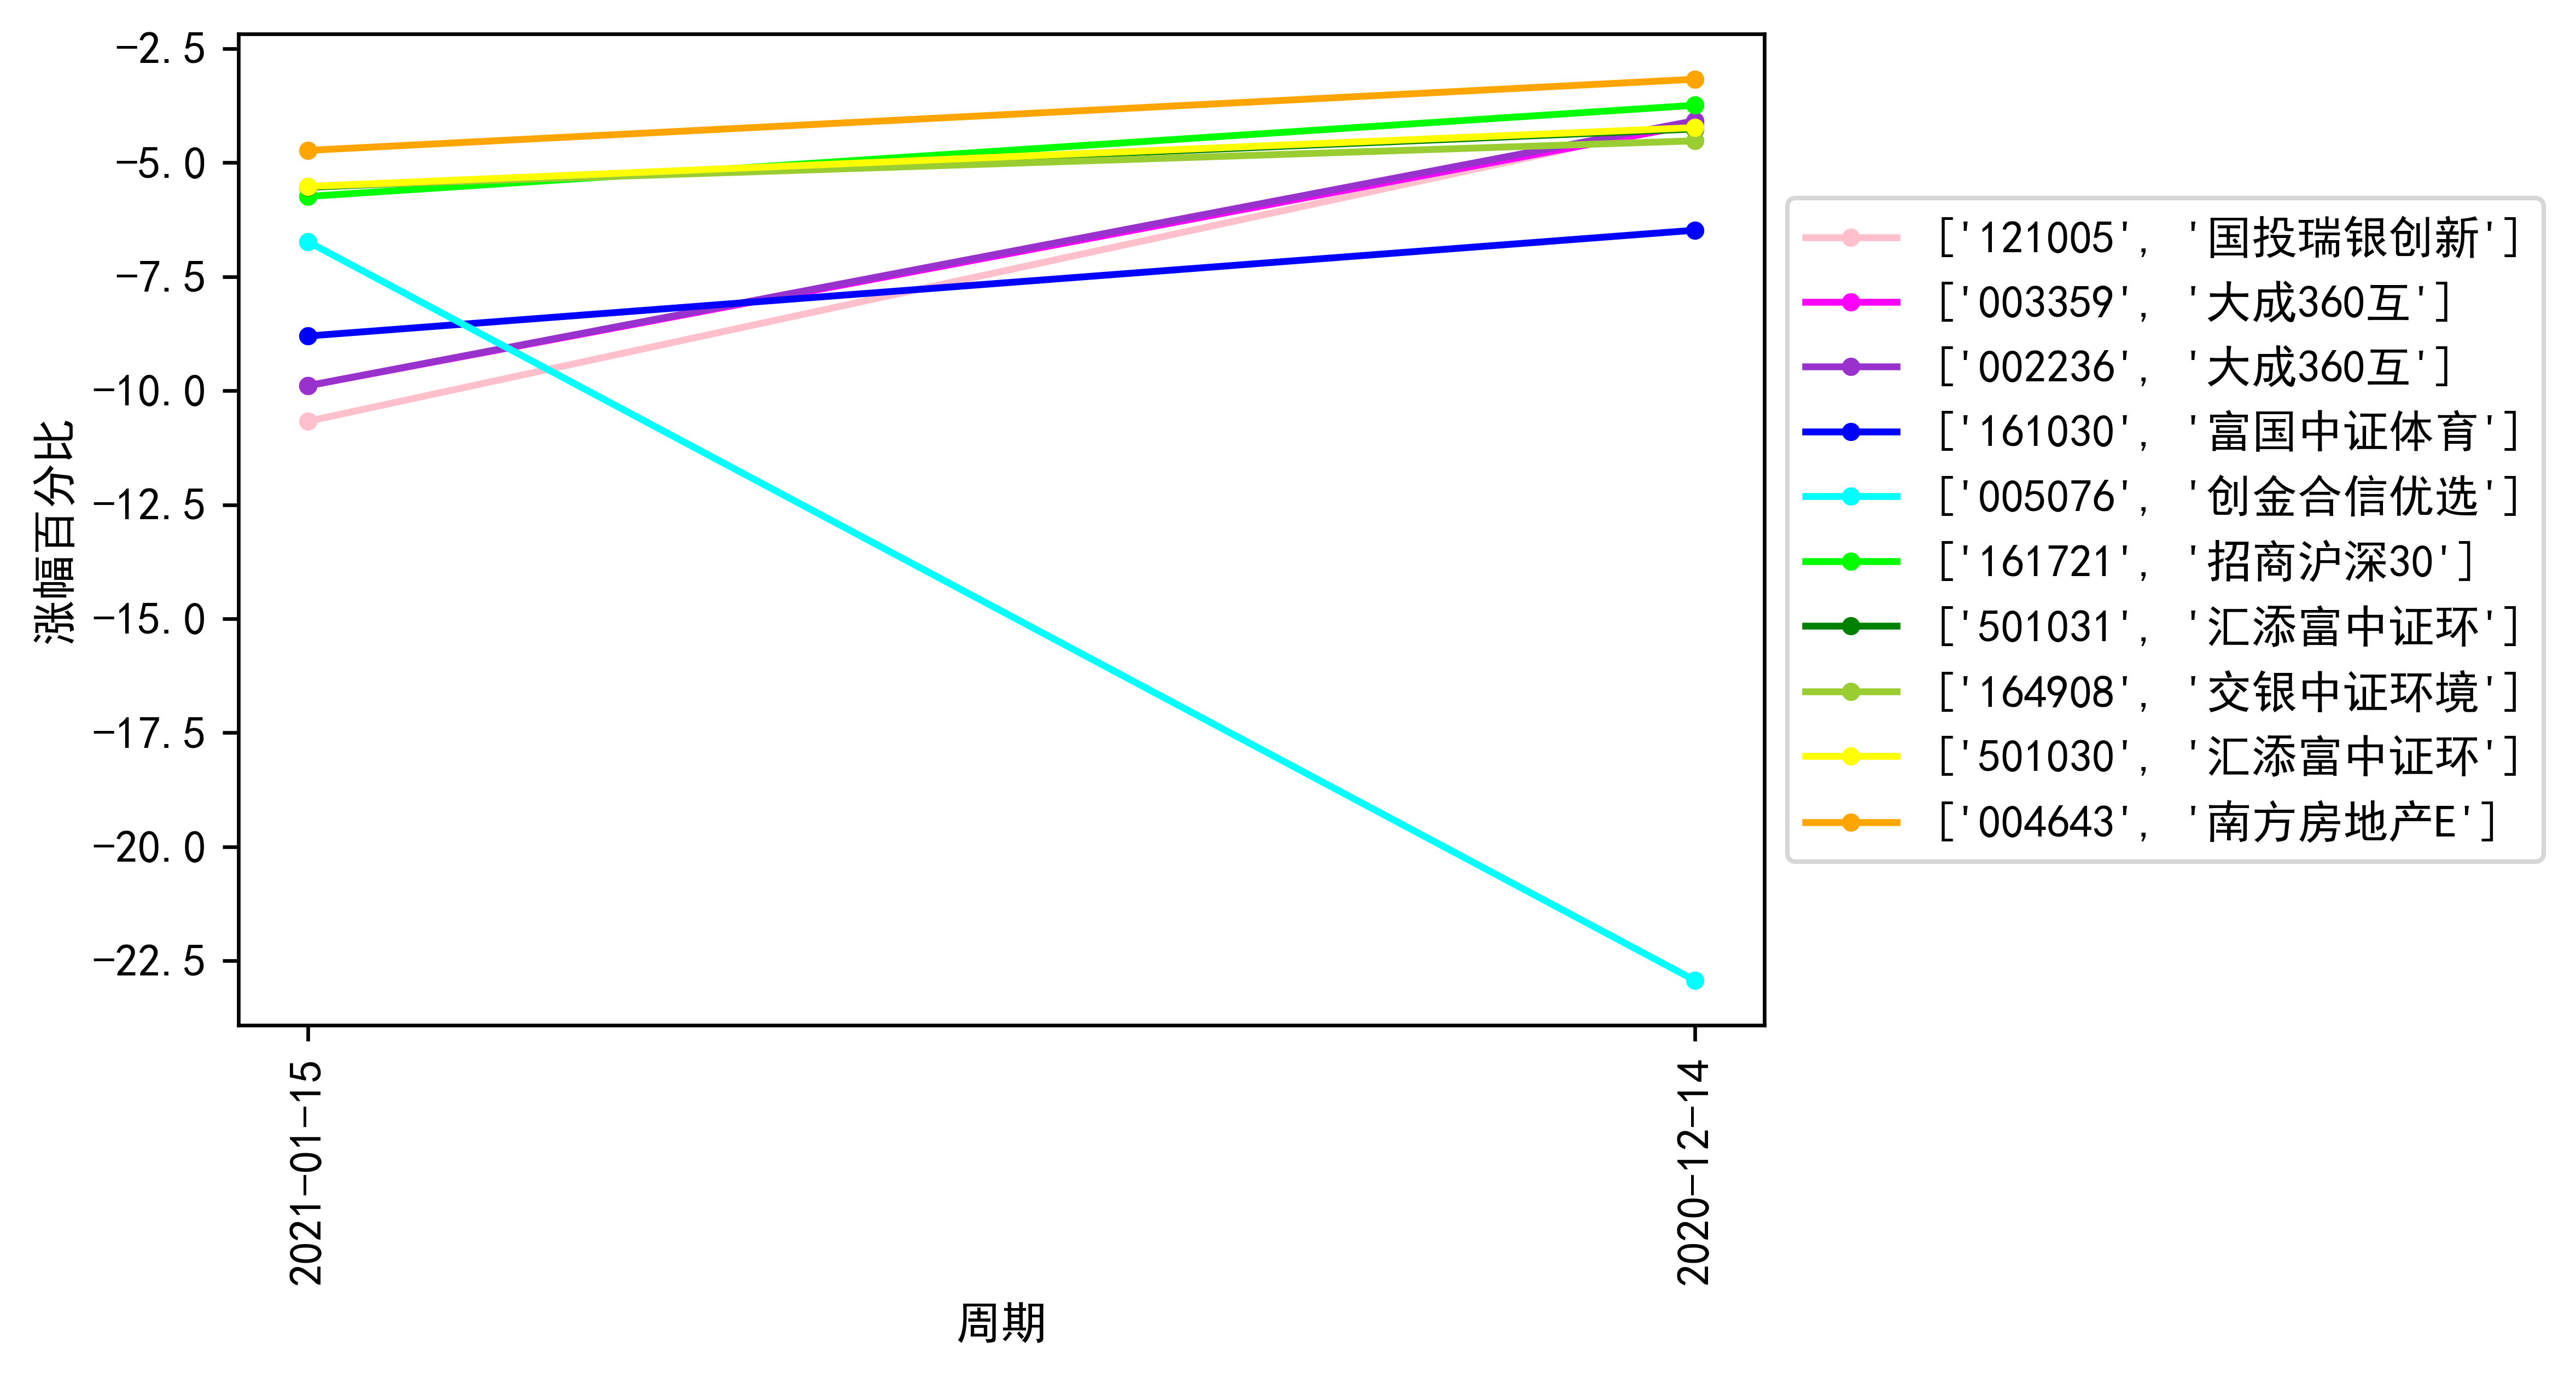 -2.5
-5.0
-7.5
-10.0
-12.5
-15.0
-17.5
-20.0
-22.5
涨幅百分比
2021-01-15
2020-12-14
周期
['121005', '国投瑞银创新']
['003359', '大成360互']
['002236', '大成360互']
['161030', '富国中证体育']
['005076', '创金合信优选']
['161721', '招商沪深30']
['501031', '汇添富中证环']
['164908', '交银中证环境']
['501030', '汇添富中证环']
['004643', '南方房地产E']